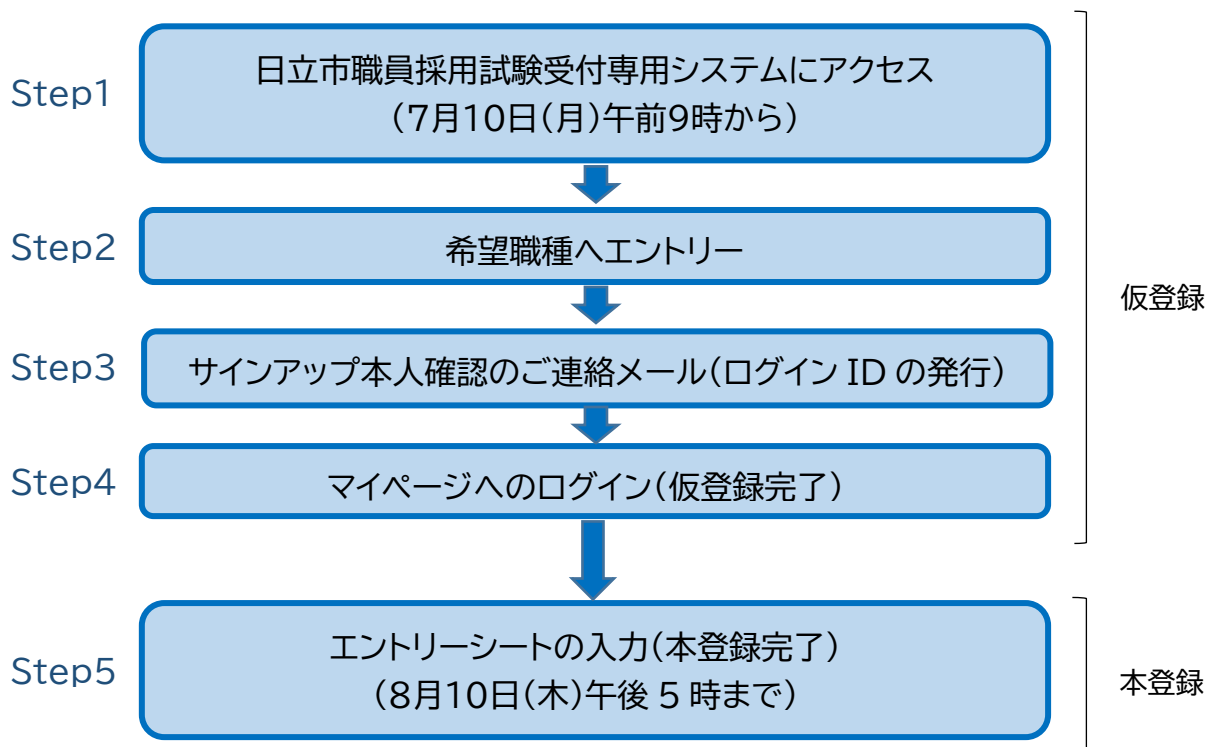 Step1
日立市職員採用試験受付専用システムにアクセス
(7月10日(月)午前9時から)
Step2
希望職種へエントリー
仮登録
Step3
サインアップ本人確認のご連絡メール(ログイン ID の発行)
Step4
マイページへのログイン(仮登録完了)
Step5
エントリーシートの入力(本登録完了)
(8月10日(木)午後 5 時まで)
本登録